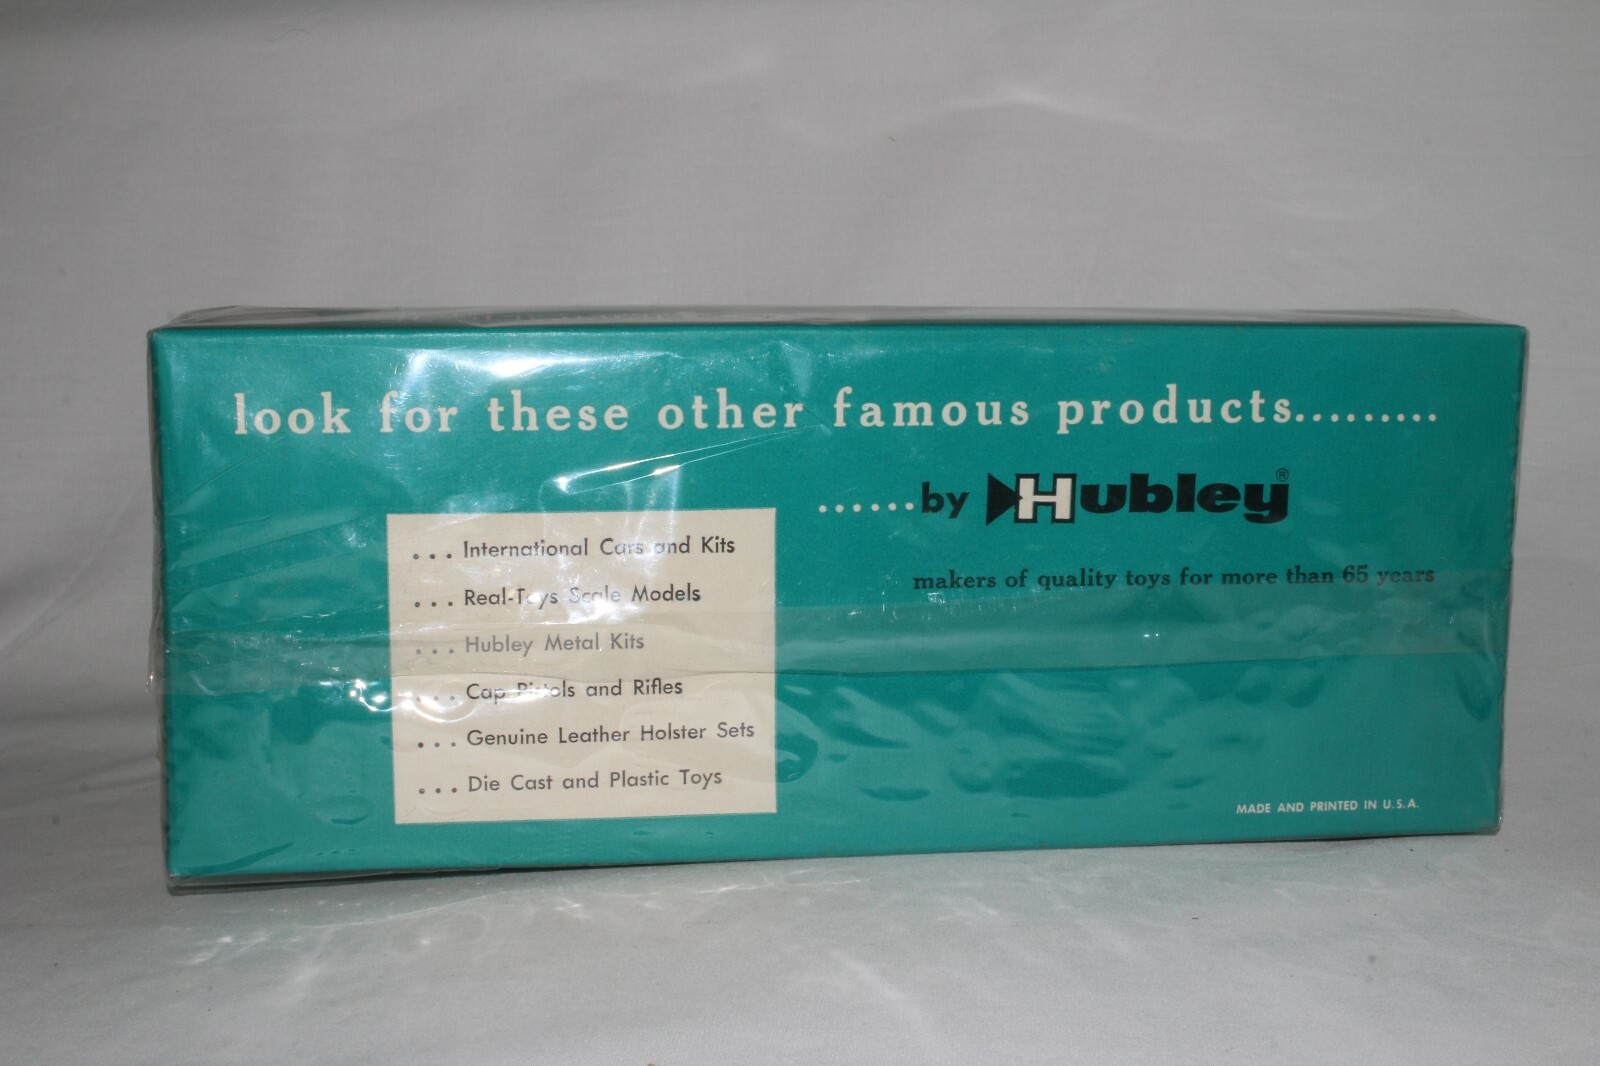 look for these other famous products.........
......by Hubley®
makers of quality toys for more than 65 years
... International Cars and Kits
... Real-Toys Scale Models
... Hubley Metal Kits
... Cap Pistols and Rifles
... Genuine Leather Holster Sets
... Die Cast and Plastic Toys
MADE AND PRINTED IN U.S.A.